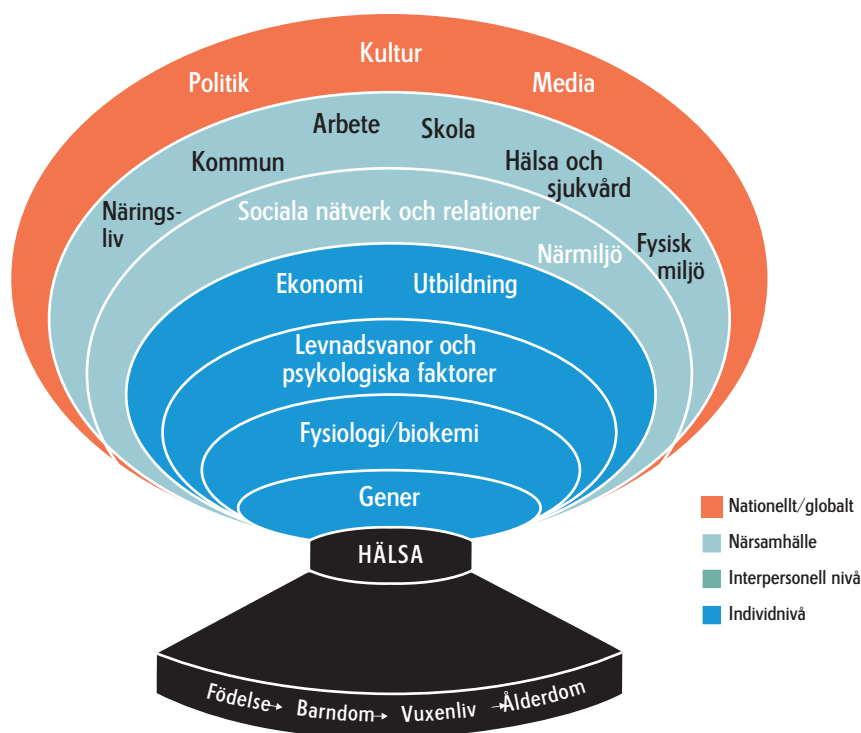 Kultur
Politik
Media
Arbete
Skola
Kommun
Hälsa och
sjukvård
Närings-
liv
Sociala nätverk och relationer
Närmiljö
Fysisk
miljö
Ekonomi
Utbildning
Levnadsvanor och
psykologiska faktorer
Fysiologi/biokemi
Gener
HÄLSA
Födelse→ Barndom→ Vuxenliv →Ålderdom
Nationellt/globalt
Närsamhälle
Interpersonell nivå
Individnivå